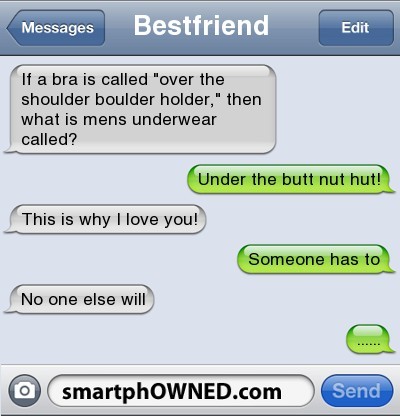 Messages
Bestfriend
Edit
If a bra is called "over the
shoulder boulder holder," then
what is mens underwear
called?
Under the butt nut hut!
This is why I love you!
Someone has to
No one else will
......
smartphOWNED.com
Send